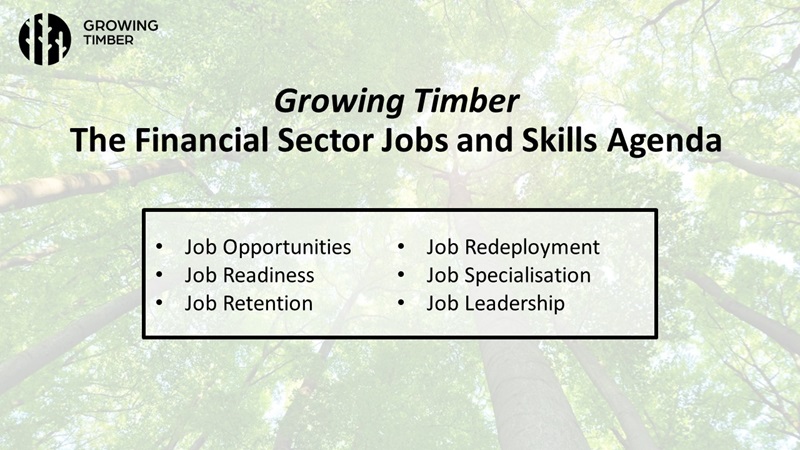 GROWING
TIMBER
Growing Timber
The Financial Sector Jobs and Skills Agenda
• Job Opportunities
• Job Readiness
• Job Retention
• Job Redeployment
• Job Specialisation
• Job Leadership